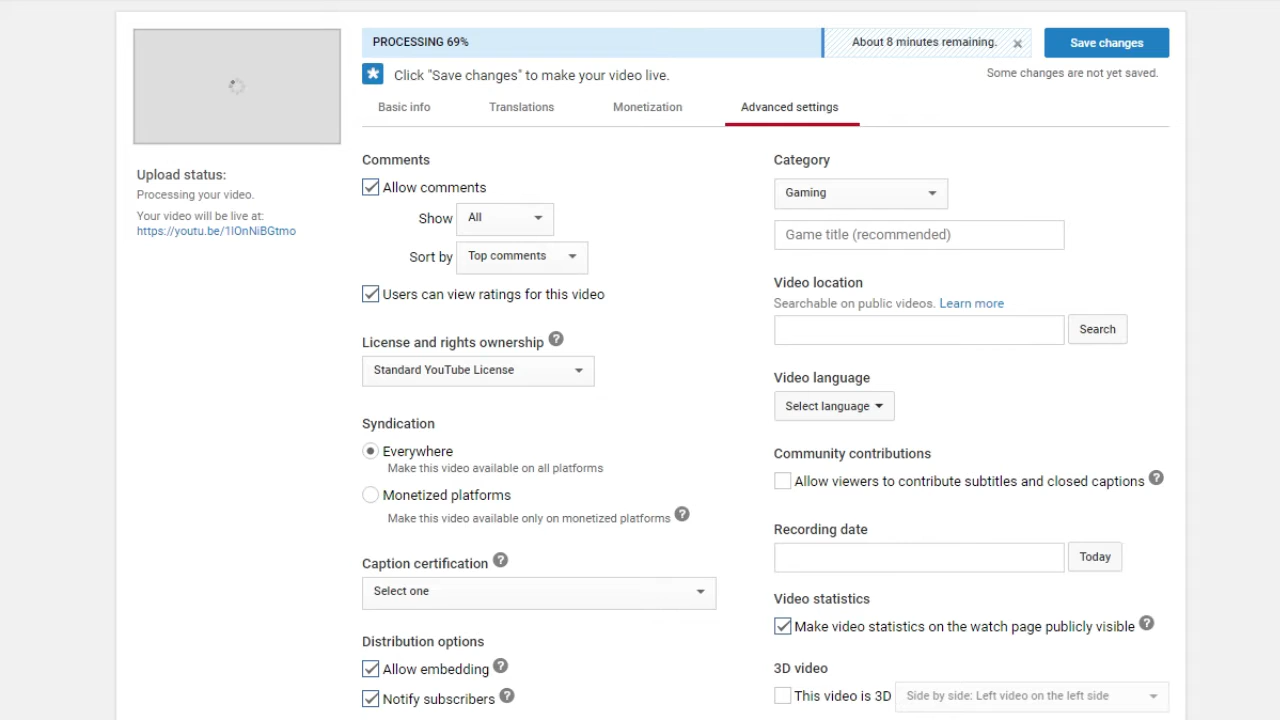 PROCESSING 69%
About 8 minutes remaining.
Save changes
Click "Save changes" to make your video live.
Some changes are not yet saved.
Basic info
Translations
Monetization
Advanced settings
Upload status:
Processing your video.
Your video will be live at:
https://youtu.be/1lOnNiBGtmo
Comments
Allow comments
Show All
Sort by Top comments
Users can view ratings for this video
License and rights ownership ?
Standard YouTube License
Syndication
Everywhere
Make this video available on all platforms
Monetized platforms
Make this video available only on monetized platforms ?
Caption certification ?
Select one
Distribution options
Allow embedding ?
Notify subscribers ?
Category
Gaming
Game title (recommended)
Video location
Searchable on public videos. Learn more
Search
Video language
Select language
Community contributions
Allow viewers to contribute subtitles and closed captions ?
Recording date
Today
Video statistics
Make video statistics on the watch page publicly visible ?
3D video
This video is 3D Side by side: Left video on the left side